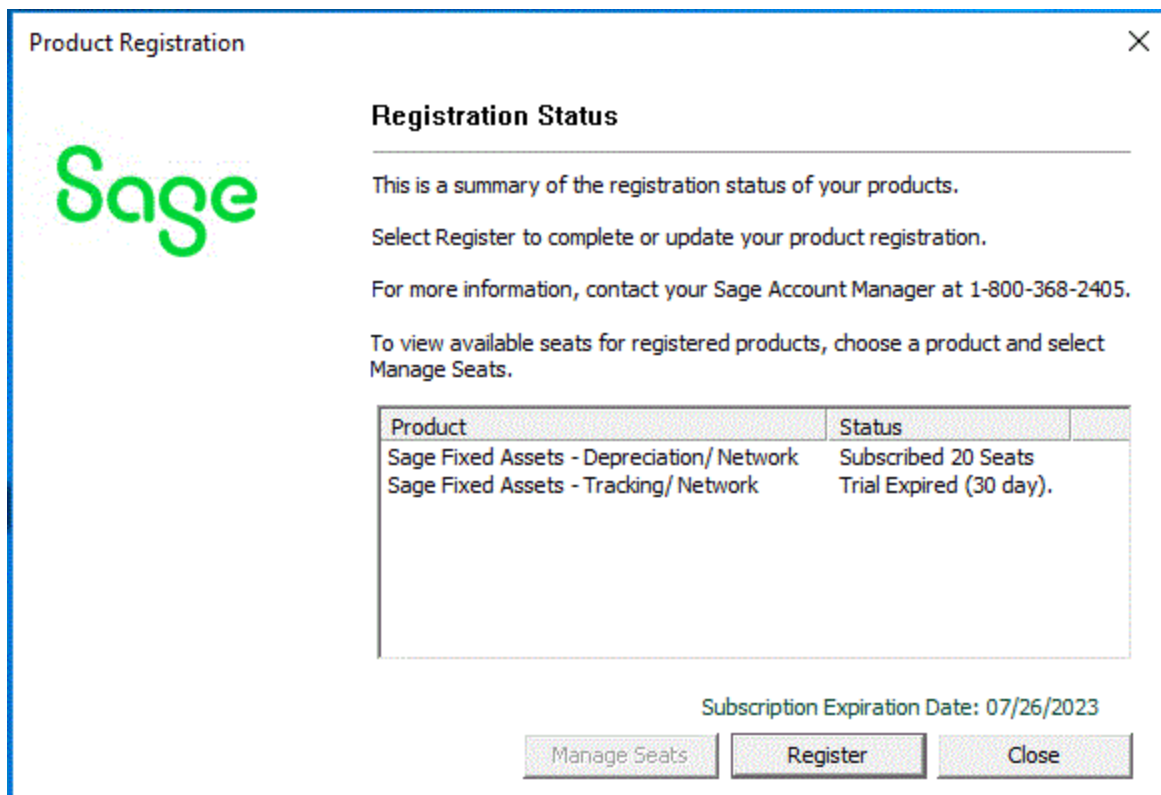 Product Registration
Sage
Registration Status
This is a summary of the registration status of your products.
Select Register to complete or update your product registration.
For more information, contact your Sage Account Manager at 1-800-368-2405.
To view available seats for registered products, choose a product and select
Manage Seats.
Product Status
Sage Fixed Assets - Depreciation/ Network Subscribed 20 Seats
Sage Fixed Assets - Tracking/ Network Trial Expired (30 day).
Subscription Expiration Date: 07/26/2023
Manage Seats Register Close